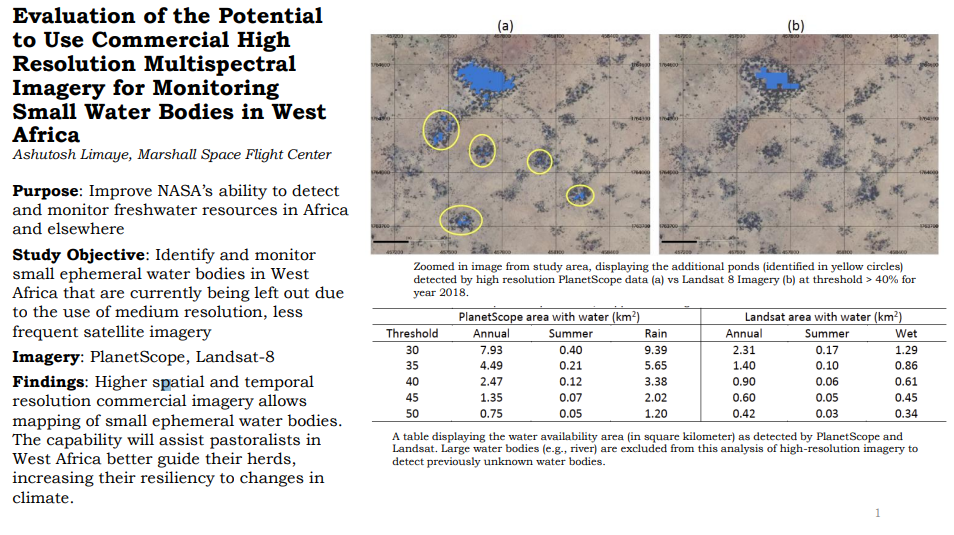 Evaluation of the Potential
to Use Commercial High
Resolution Multispectral
Imagery for Monitoring
Small Water Bodies in West
Africa
Ashutosh Limaye, Marshall Space Flight Center
Purpose: Improve NASA's ability to detect
and monitor freshwater resources in Africa
and elsewhere
Study Objective: Identify and monitor
small ephemeral water bodies in West
Africa that are currently being left out due
to the use of medium resolution, less
frequent satellite imagery
Imagery: PlanetScope, Landsat-8
Findings: Higher spatial and temporal
resolution commercial imagery allows
mapping of small ephemeral water bodies.
The capability will assist pastoralists in
West Africa better guide their herds,
increasing their resiliency to changes in
climate.
(a) (b)
Zoomed in image from study area, displaying the additional ponds (identified in yellow circles)
detected by high resolution PlanetScope data (a) vs Landsat 8 Imagery (b) at threshold > 40% for
year 2018.
PlanetScope area with water (km²) Landsat area with water (km²)
Threshold Annual Summer Rain Annual Summer Wet
30 7.93 0.40 9.39 2.31 0.17 1.29
35 4.49 0.21 5.65 1.40 0.10 0.86
40 2.47 0.12 3.38 0.90 0.06 0.61
45 1.35 0.07 2.02 0.60 0.05 0.45
50 0.75 0.05 1.20 0.42 0.03 0.34
A table displaying the water availability area (in square kilometer) as detected by PlanetScope and
Landsat. Large water bodies (e.g., river) are excluded from this analysis of high-resolution imagery to
detect previously unknown water bodies.
1